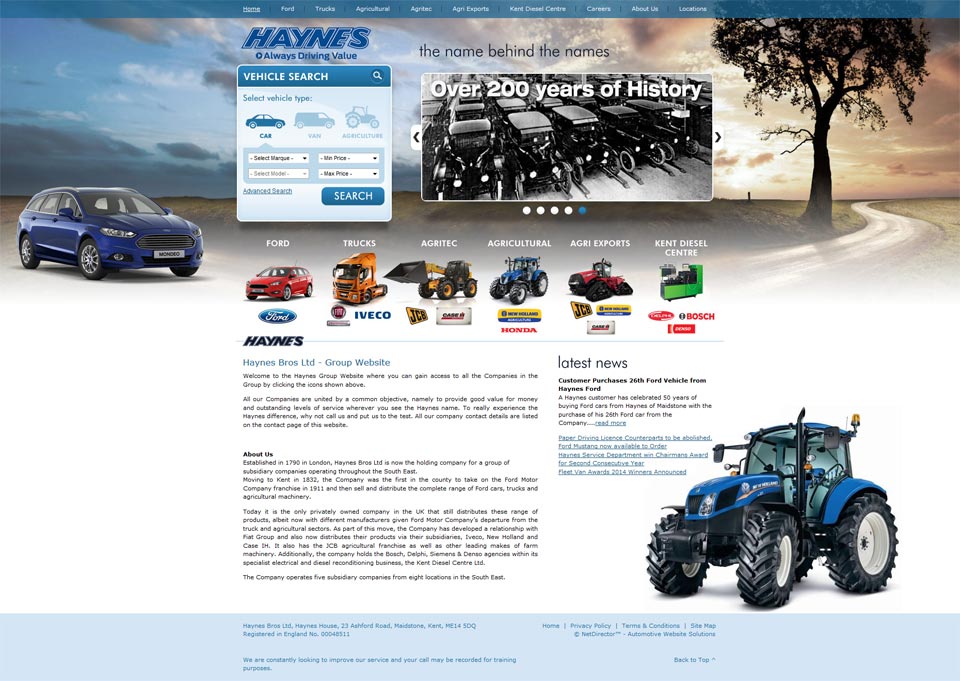 Home | Ford | Trucks | Agricultural | Agritec | Agri Exports | Kent Diesel Centre | Careers | About Us | Locations
HAYNES
Always Driving Value
the name behind the names
VEHICLE SEARCH
Select vehicle type:
CAR VAN AGRICULTURE
- Select Marque - - Min Price -
- Select Model - - Max Price -
Advanced Search
SEARCH
Over 200 years of History
MONDEO
FORD TRUCKS AGRITEC AGRICULTURAL AGRI EXPORTS KENT DIESEL
CENTRE
Ford FIAT IVECO JCB CASE IH NEW HOLLAND AGRICULTURE HONDA JCB NEW HOLLAND AGRICULTURE CASE IH DELPHI BOSCH DENSO
HAYNES
Haynes Bros Ltd - Group Website
Welcome to the Haynes Group Website where you can gain access to all the Companies in the
Group by clicking the icons shown above.
All our Companies are united by a common objective, namely to provide good value for money
and outstanding levels of service wherever you see the Haynes name. To really experience the
Haynes difference, why not call us and put us to the test. All our company contact details are listed
on the contact page of this website.
About Us
Established in 1790 in London, Haynes Bros Ltd is now the holding company for a group of
subsidiary companies operating throughout the South East.
Moving to Kent in 1832, the Company was the first in the county to take on the Ford Motor
Company franchise in 1911 and then sell and distribute the complete range of Ford cars, trucks and
agricultural machinery.
Today it is the only privately owned company in the UK that still distributes these range of
products, albeit now with different manufacturers given Ford Motor Company's departure from the
truck and agricultural sectors. As part of this move, the Company has developed a relationship with
Fiat Group and also now distributes their products via their subsidiaries, Iveco, New Holland and
Case IH. It also has the JCB agricultural franchise as well as other leading makes of farm
machinery. Additionally, the company holds the Bosch, Delphi, Siemens & Denso agencies within its
specialist electrical and diesel reconditioning business, the Kent Diesel Centre Ltd.
The Company operates five subsidiary companies from eight locations in the South East.
latest news
Customer Purchases 26th Ford Vehicle from
Haynes Ford
A Haynes customer has celebrated 50 years of
buying Ford cars from Haynes of Maidstone with the
purchase of his 26th Ford car from the
Company....read more
Paper Driving Licence Counterparts to be abolished.
Ford Mustang now available to Order
Haynes Service Department win Chairmans Award
for Second Consecutive Year
Fleet Van Awards 2014 Winners Announced
NEW HOLLAND
Haynes Bros Ltd, Haynes House, 23 Ashford Road, Maidstone, Kent, ME14 5DQ
Registered in England No. 00048511
Home | Privacy Policy | Terms & Conditions | Site Map
© NetDirector™ - Automotive Website Solutions
We are constantly looking to improve our service and your call may be recorded for training
purposes.
Back to Top ^